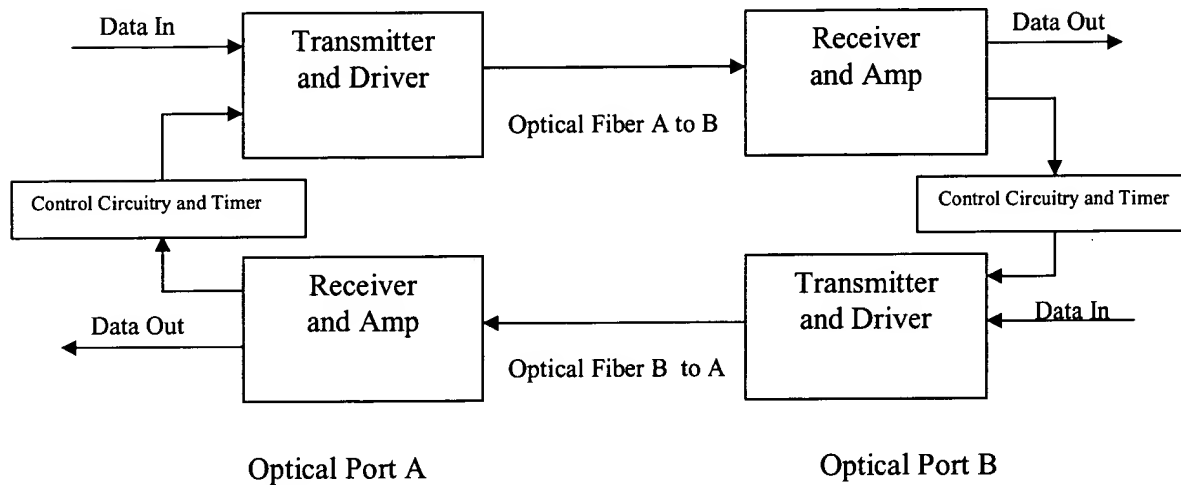 Data In
Transmitter
and Driver
Receiver
and Amp
Data Out
Optical Fiber A to B
Control Circuitry and Timer
Control Circuitry and Timer
Receiver
and Amp
Transmitter
and Driver
Data Out
Data In
Optical Fiber B to A
Optical Port A
Optical Port B